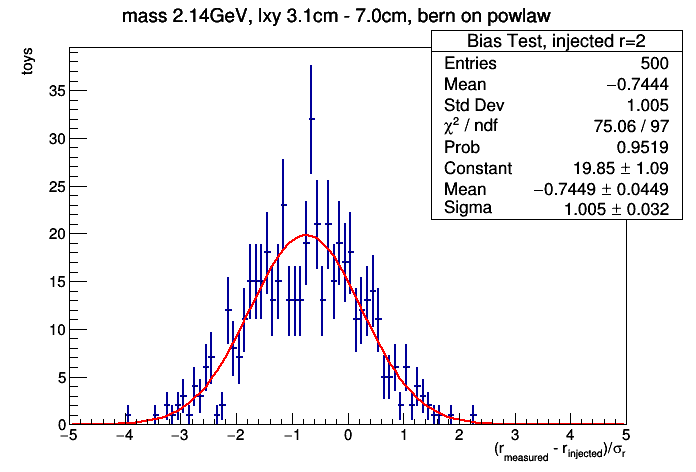 mass 2.14GeV, lxy 3.1cm - 7.0cm, bern on powlaw
toys
Bias Test, injected r=2
Entries 500
Mean −0.7444
Std Dev 1.005
χ² / ndf 75.06 / 97
Prob 0.9519
Constant 19.85 ± 1.09
Mean −0.7449 ± 0.0449
Sigma 1.005 ± 0.032
35
30
25
20
15
10
5
0
−5 −4 −3 −2 −1 0 1 2 3 4 5
(r_measured - r_injected)/σ_r